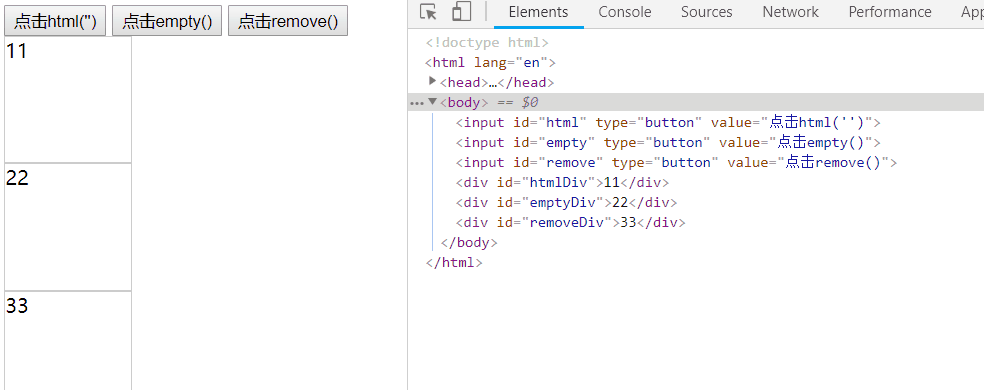 点击html('') 点击empty() 点击remove()
11
22
33
Elements Console Sources Network Performance
<!doctype html>
<html lang="en">
<head>…</head>
<body> == $0
<input id="html" type="button" value="点击html('')">
<input id="empty" type="button" value="点击empty()">
<input id="remove" type="button" value="点击remove()">
<div id="htmlDiv">11</div>
<div id="emptyDiv">22</div>
<div id="removeDiv">33</div>
</body>
</html>